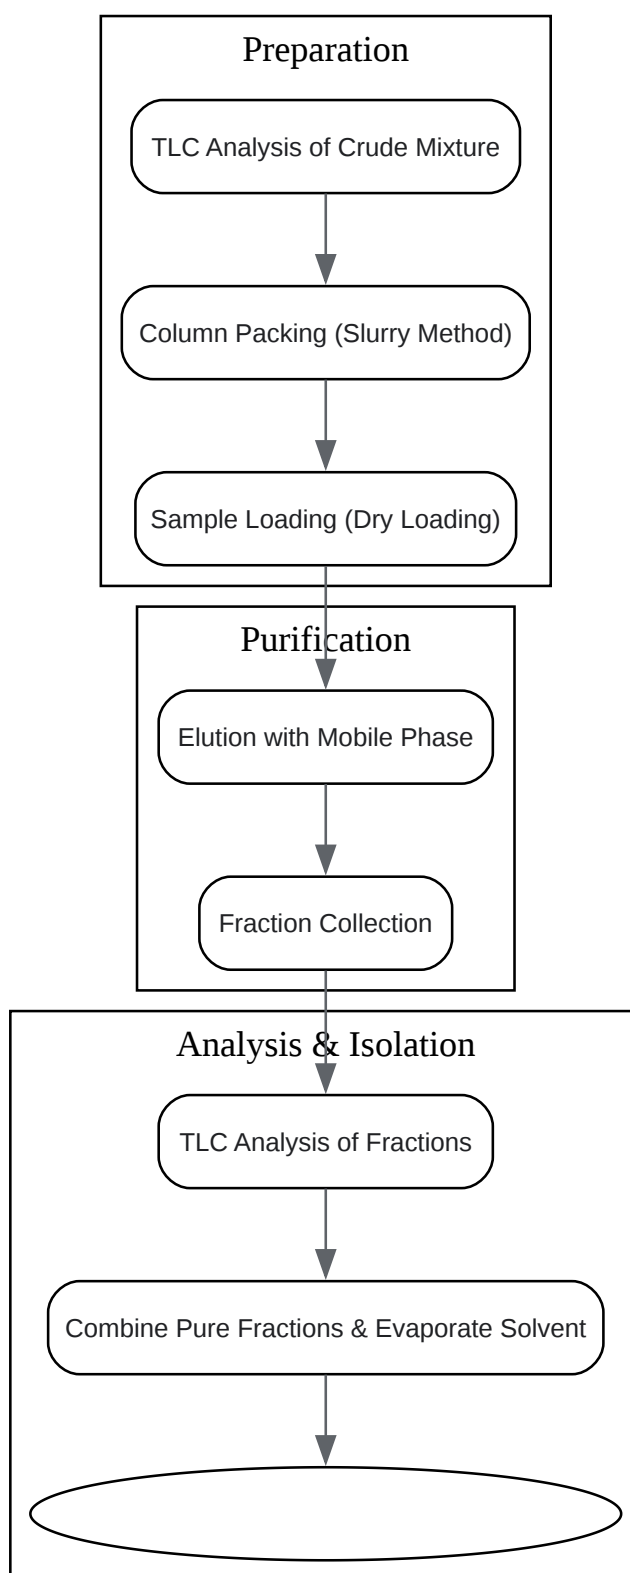 Preparation
TLC Analysis of Crude Mixture
Column Packing (Slurry Method)
Sample Loading (Dry Loading)
Purification
Elution with Mobile Phase
Fraction Collection
Analysis & Isolation
TLC Analysis of Fractions
Combine Pure Fractions & Evaporate Solvent